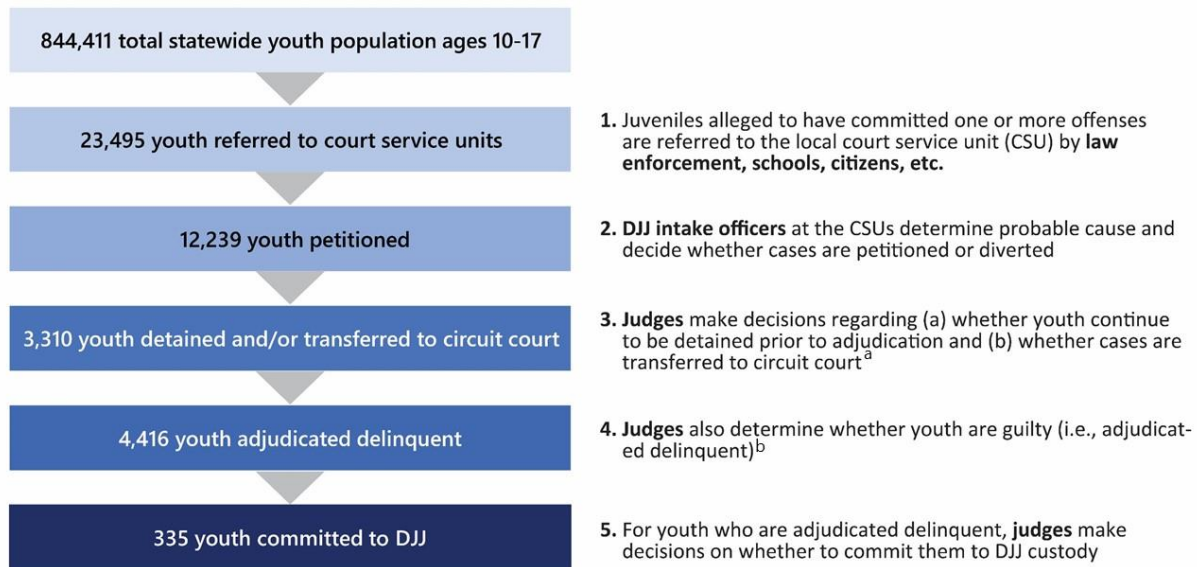 844,411 total statewide youth population ages 10-17
23,495 youth referred to court service units
1. Juveniles alleged to have committed one or more offenses
are referred to the local court service unit (CSU) by law
enforcement, schools, citizens, etc.
12,239 youth petitioned
2. DJJ intake officers at the CSUs determine probable cause and
decide whether cases are petitioned or diverted
3,310 youth detained and/or transferred to circuit court
3. Judges make decisions regarding (a) whether youth continue
to be detained prior to adjudication and (b) whether cases are
transferred to circuit court a
4,416 youth adjudicated delinquent
4. Judges also determine whether youth are guilty (i.e., adjudicat-
ed delinquent) b
335 youth committed to DJJ
5. For youth who are adjudicated delinquent, judges make
decisions on whether to commit them to DJJ custody